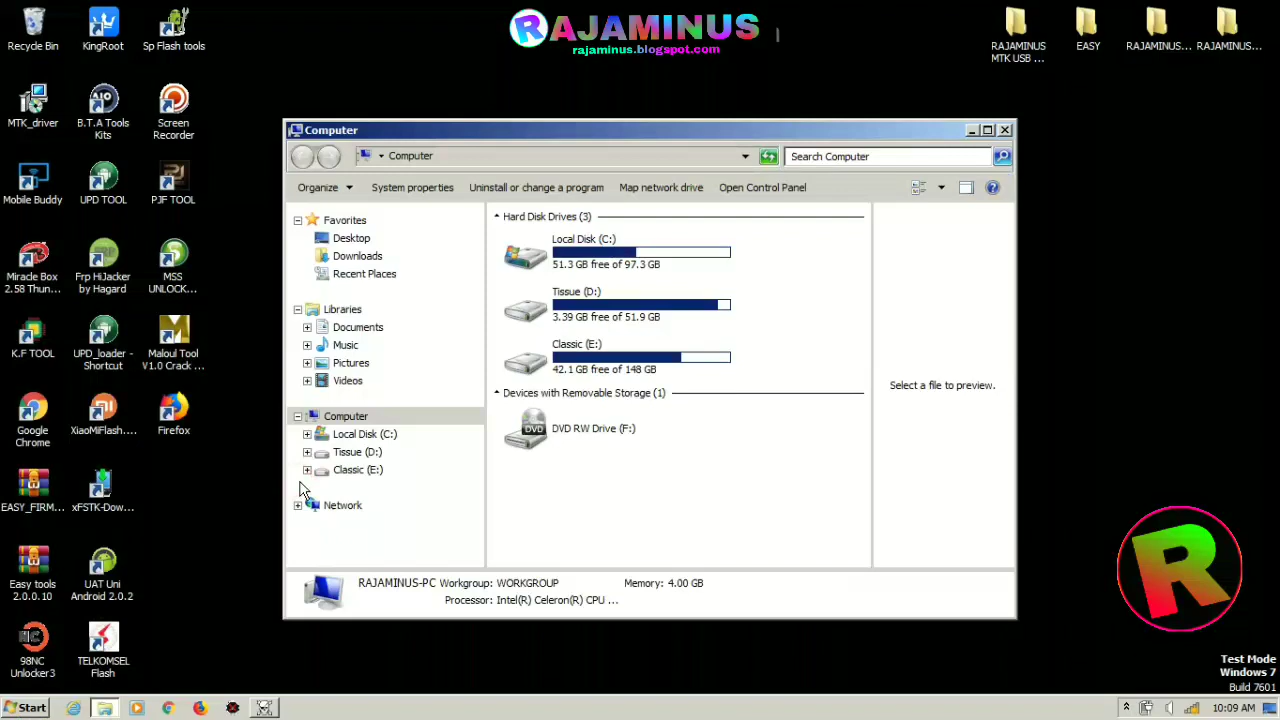 RAJAMINUS
rajaminus.blogspot.com
Recycle Bin
KingRoot
Sp Flash tools
RAJAMINUS
MTK USB ...
EASY
RAJAMINUS...
RAJAMINUS...
MTK_driver
B.T.A Tools
Kits
Screen
Recorder
Mobile Buddy
UPD TOOL
PJF TOOL
Miracle Box
2.58 Thun...
Frp HiJacker
by Hagard
MSS
UNLOCK...
K.F TOOL
UPD_loader -
Shortcut
Maloul Tool
V1.0 Crack ...
Google
Chrome
XiaoMiFlash....
Firefox
EASY_FIRM...
xFSTK-Dow...
Easy tools
2.0.0.10
UAT Uni
Android 2.0.2
98NC
Unlocker3
TELKOMSEL
Flash
Computer
Computer
Search Computer
Organize
System properties
Uninstall or change a program
Map network drive
Open Control Panel
Favorites
Desktop
Downloads
Recent Places
Libraries
Documents
Music
Pictures
Videos
Computer
Local Disk (C:)
Tissue (D:)
Classic (E:)
Network
Hard Disk Drives (3)
Local Disk (C:)
51.3 GB free of 97.3 GB
Tissue (D:)
3.39 GB free of 51.9 GB
Classic (E:)
42.1 GB free of 148 GB
Devices with Removable Storage (1)
DVD
DVD RW Drive (F:)
Select a file to preview.
RAJAMINUS-PC Workgroup: WORKGROUP Memory: 4.00 GB
Processor: Intel(R) Celeron(R) CPU ...
R
Test Mode
Windows 7
Build 7601
Start
10:09 AM